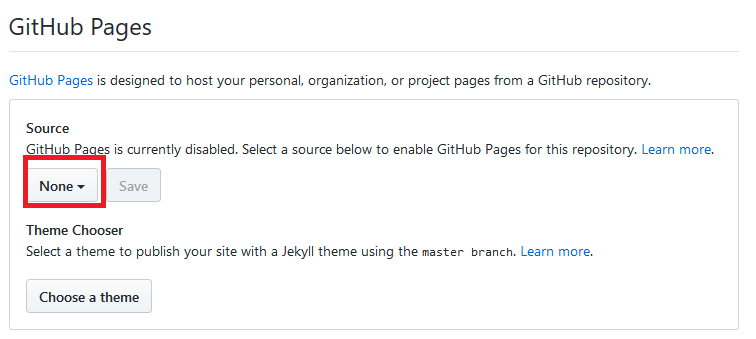 GitHub Pages
GitHub Pages is designed to host your personal, organization, or project pages from a GitHub repository.
Source
GitHub Pages is currently disabled. Select a source below to enable GitHub Pages for this repository. Learn more.
None Save
Theme Chooser
Select a theme to publish your site with a Jekyll theme using the master branch. Learn more.
Choose a theme